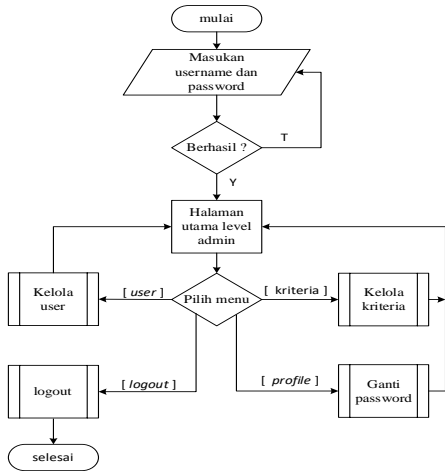 mulai
Masukan
username dan
password
Berhasil ?
T
Y
Halaman
utama level
admin
Kelola
user
[ user ]
Pilih menu
[ kriteria ]
Kelola
kriteria
logout
[ logout ]
[ profile ]
Ganti
password
selesai